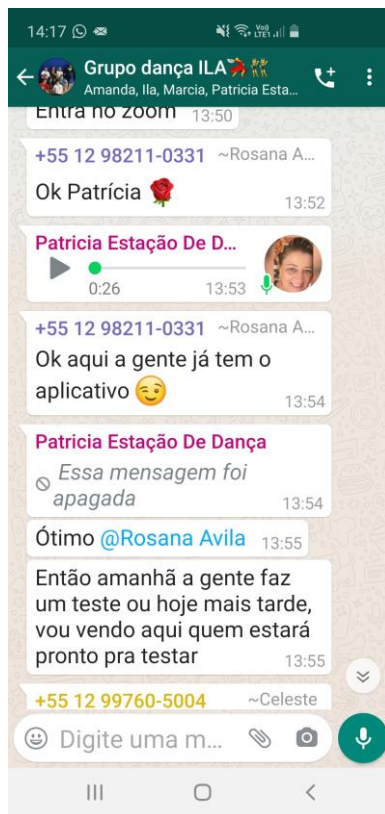 14:17
Vo))
LTE1
Grupo dança ILA
Amanda, Ila, Marcia, Patricia Esta...
Entra no zoom 13:50
+55 12 98211-0331 ~Rosana A...
Ok Patrícia 🌹
13:52
Patricia Estação De D...
0:26 13:53
+55 12 98211-0331 ~Rosana A...
Ok aqui a gente já tem o
aplicativo 😉
13:54
Patricia Estação De Dança
Essa mensagem foi
apagada 13:54
Ótimo @Rosana Avila 13:55
Então amanhã a gente faz
um teste ou hoje mais tarde,
vou vendo aqui quem estará
pronto pra testar 13:55
+55 12 99760-5004 ~Celeste
Digite uma m...